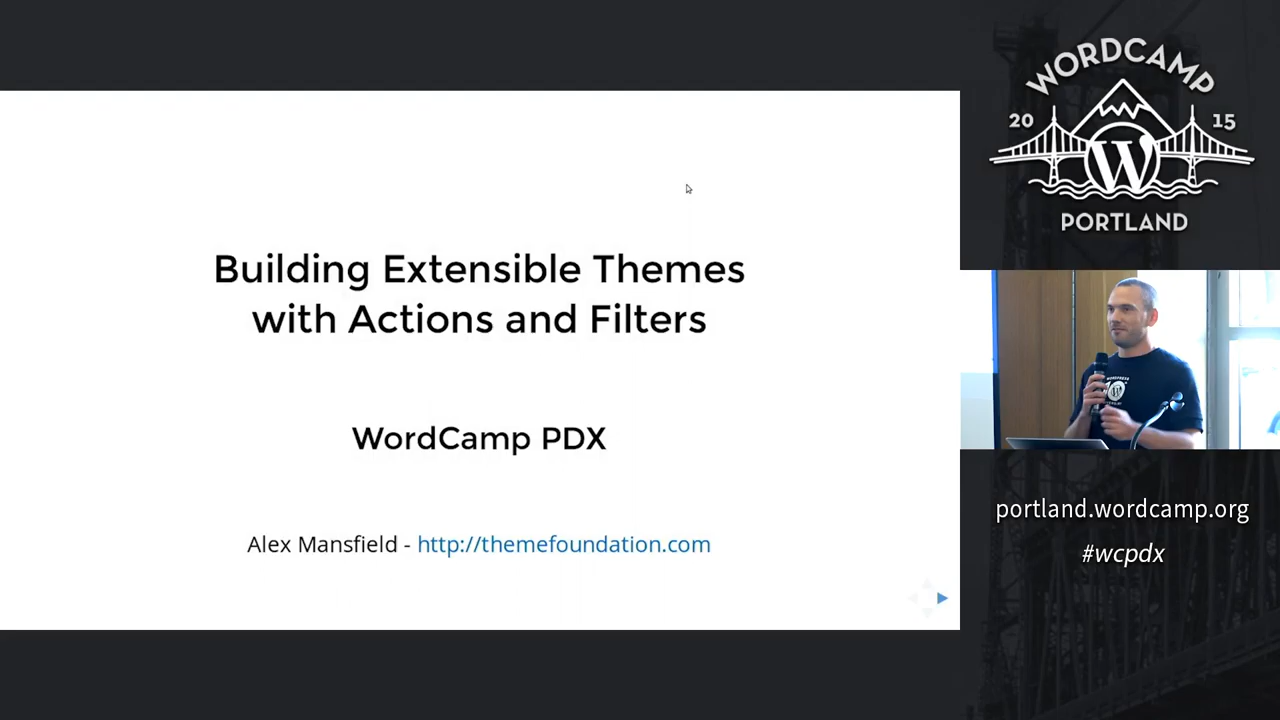 Building Extensible Themes
with Actions and Filters
WordCamp PDX
Alex Mansfield - http://themefoundation.com
WORDCAMP
20 15
W
PORTLAND
portland.wordcamp.org
#wcpdx